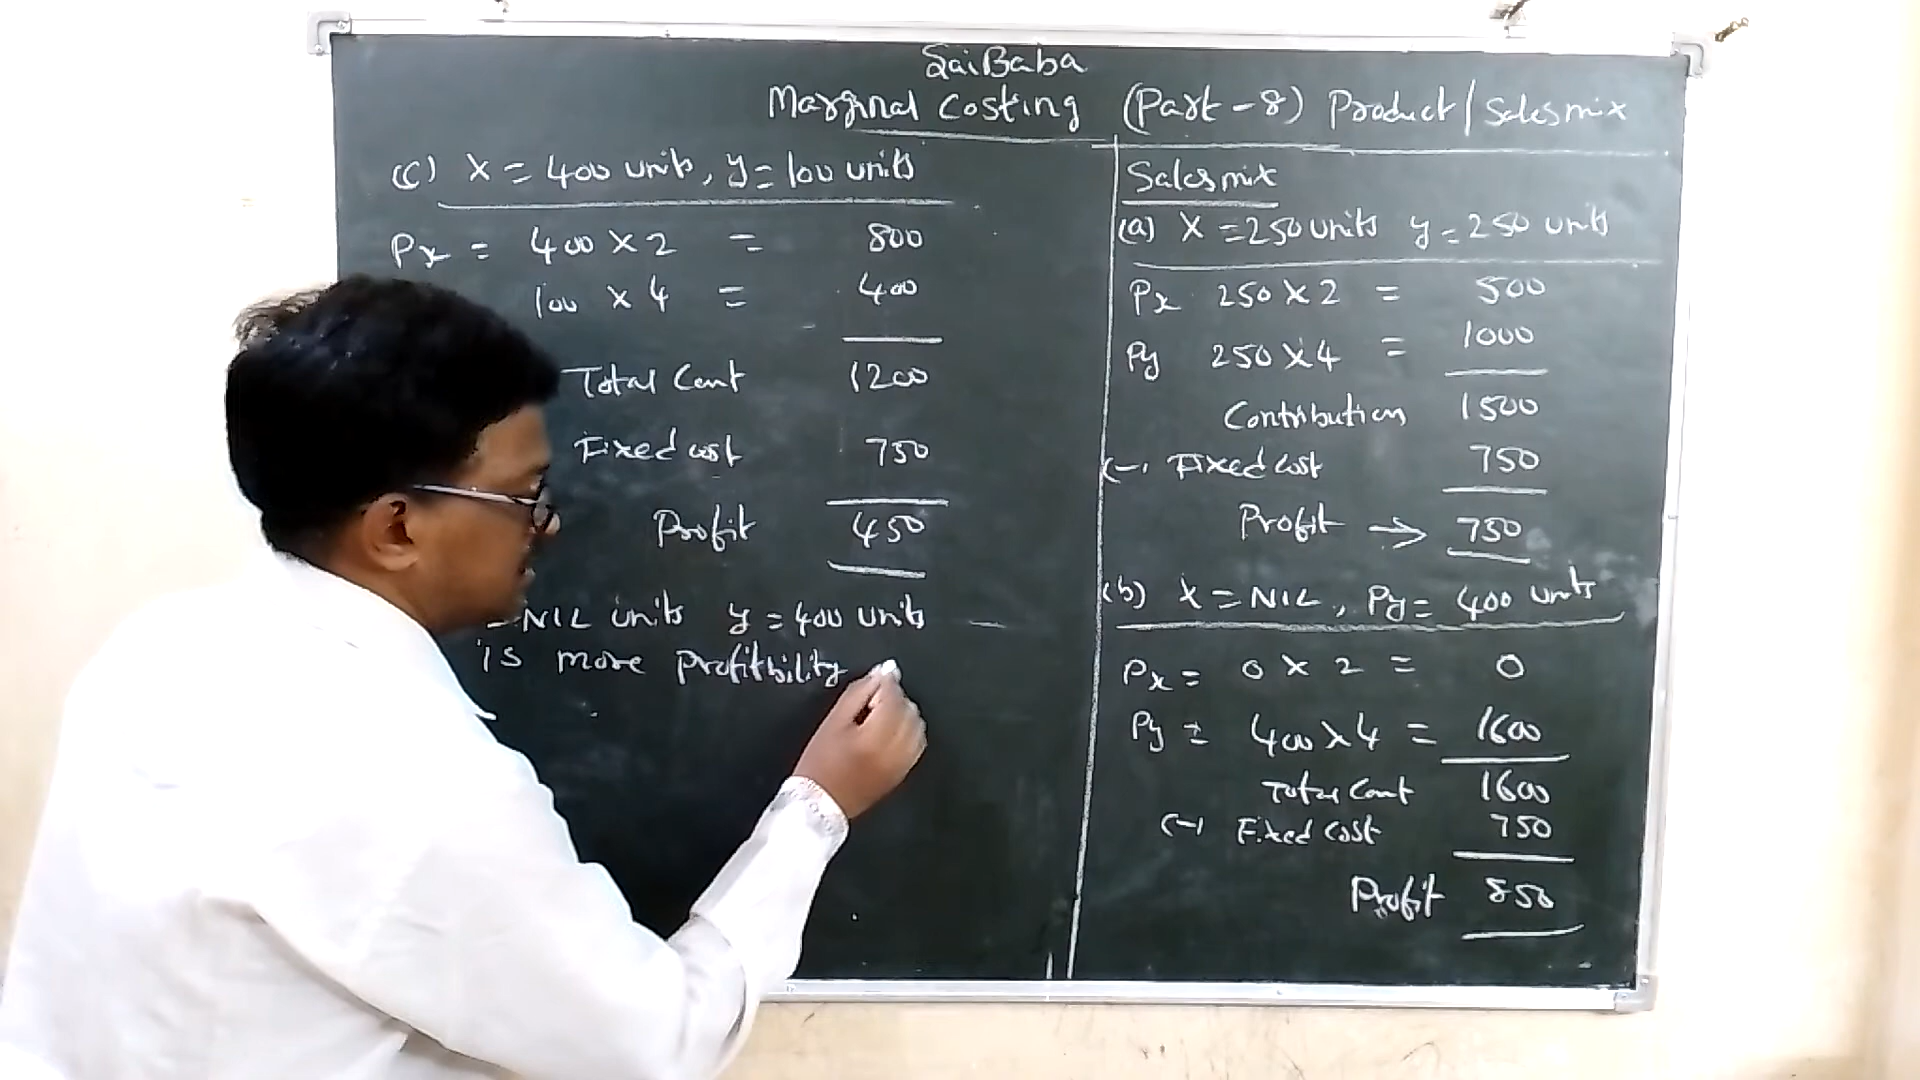 SaiBaba
Marginal Costing (Part-8) Product/Salesmix
(c) X = 400 units, y = 100 units
Px = 400 X 2 = 800
100 X 4 = 400
Total Cont 1200
Fixed cost 750
Profit 450
- NIL units y = 400 units
is more Profitbility
Salesmix
(a) X = 250 units y = 250 units
Px 250 X 2 = 500
Py 250 X 4 = 1000
Contribution 1500
(-) Fixed Cost 750
Profit → 750
(b) X = NIL, Py = 400 units
Px = 0 X 2 = 0
Py = 400 X 4 = 1600
Total Cont 1600
(-) Fixed Cost 750
Profit 850